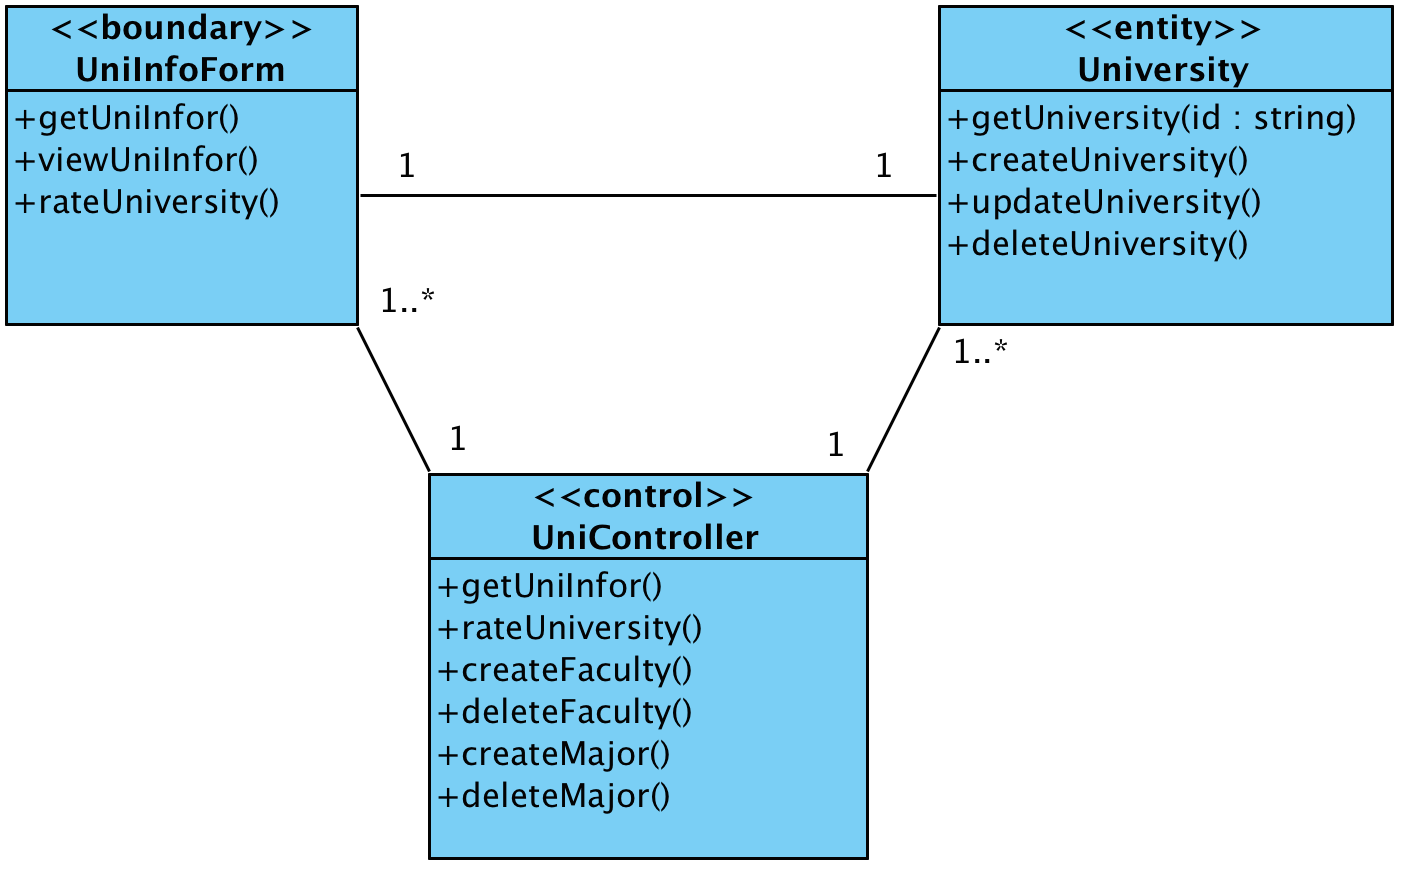 <<boundary>>
UniInfoForm
+getUniInfor()
+viewUniInfor()
+rateUniversity()
<<entity>>
University
+getUniversity(id : string)
+createUniversity()
+updateUniversity()
+deleteUniversity()
1
1
1..*
1..*
1
1
<<control>>
UniController
+getUniInfor()
+rateUniversity()
+createFaculty()
+deleteFaculty()
+createMajor()
+deleteMajor()